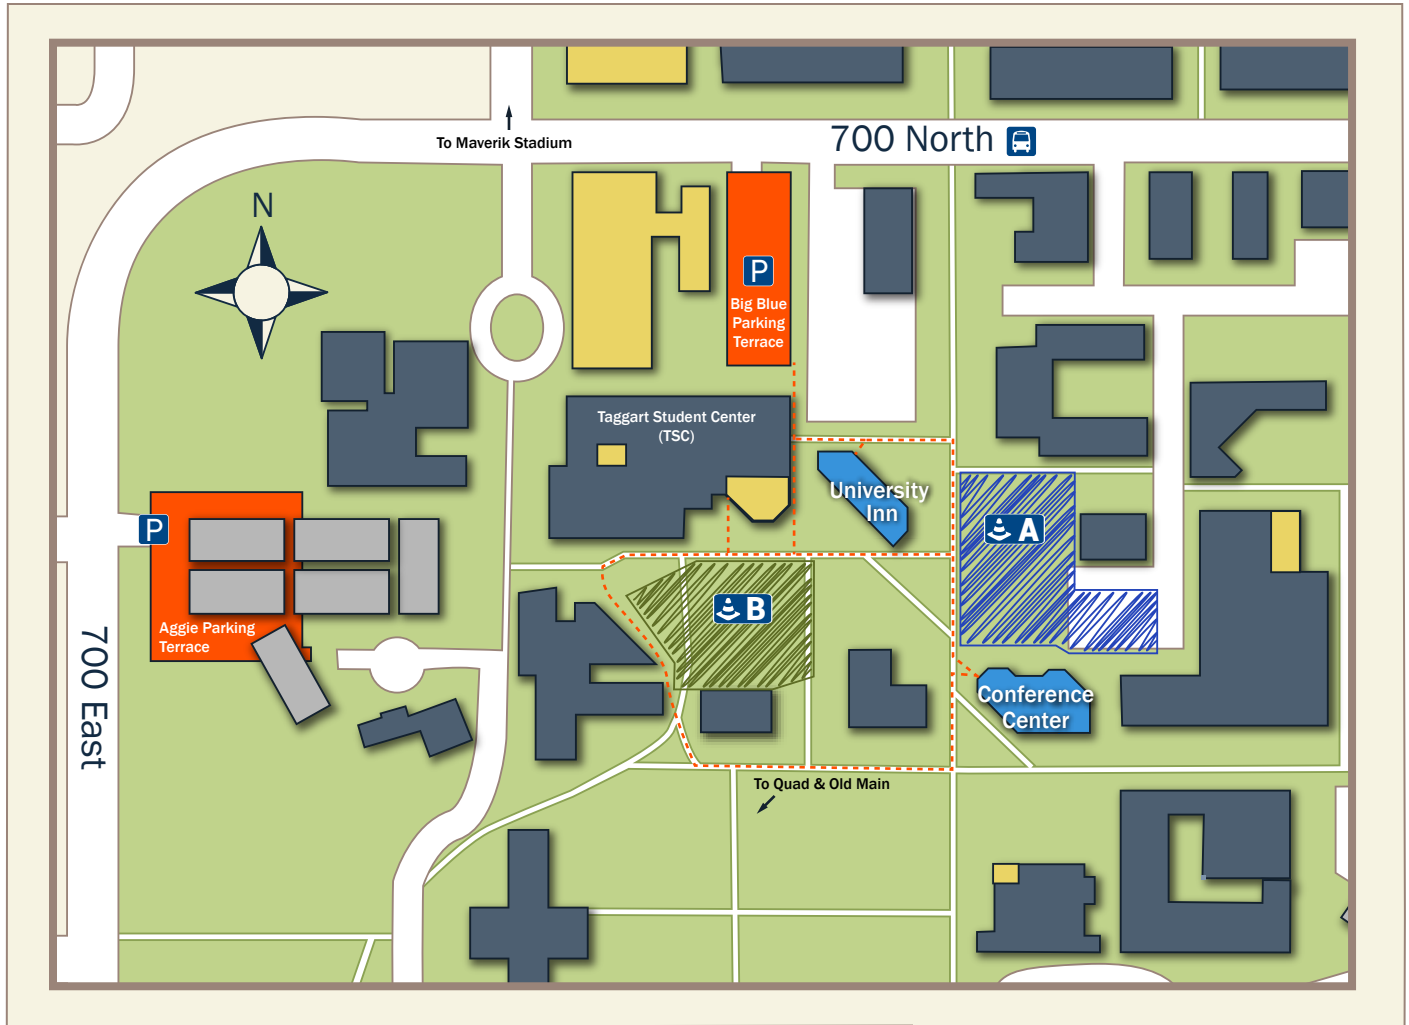 To Maverik Stadium
700 North
N
P
Big Blue
Parking
Terrace
Taggart Student Center
(TSC)
University
Inn
P
A
B
Aggie Parking
Terrace
700 East
Conference
Center
To Quad & Old Main